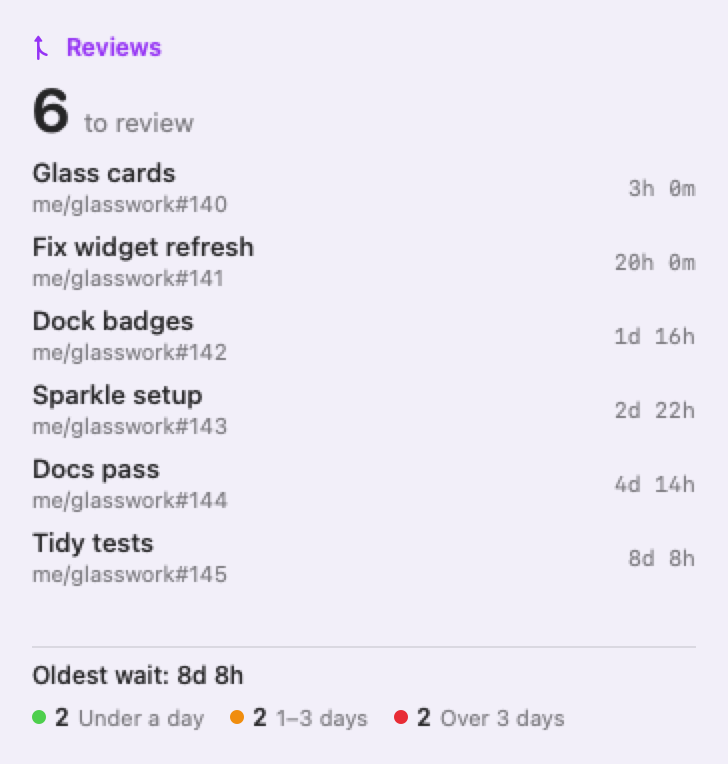 Reviews
6 to review
Glass cards
me/glasswork#140
3h 0m
Fix widget refresh
me/glasswork#141
20h 0m
Dock badges
me/glasswork#142
1d 16h
Sparkle setup
me/glasswork#143
2d 22h
Docs pass
me/glasswork#144
4d 14h
Tidy tests
me/glasswork#145
8d 8h
Oldest wait: 8d 8h
2 Under a day 2 1–3 days 2 Over 3 days